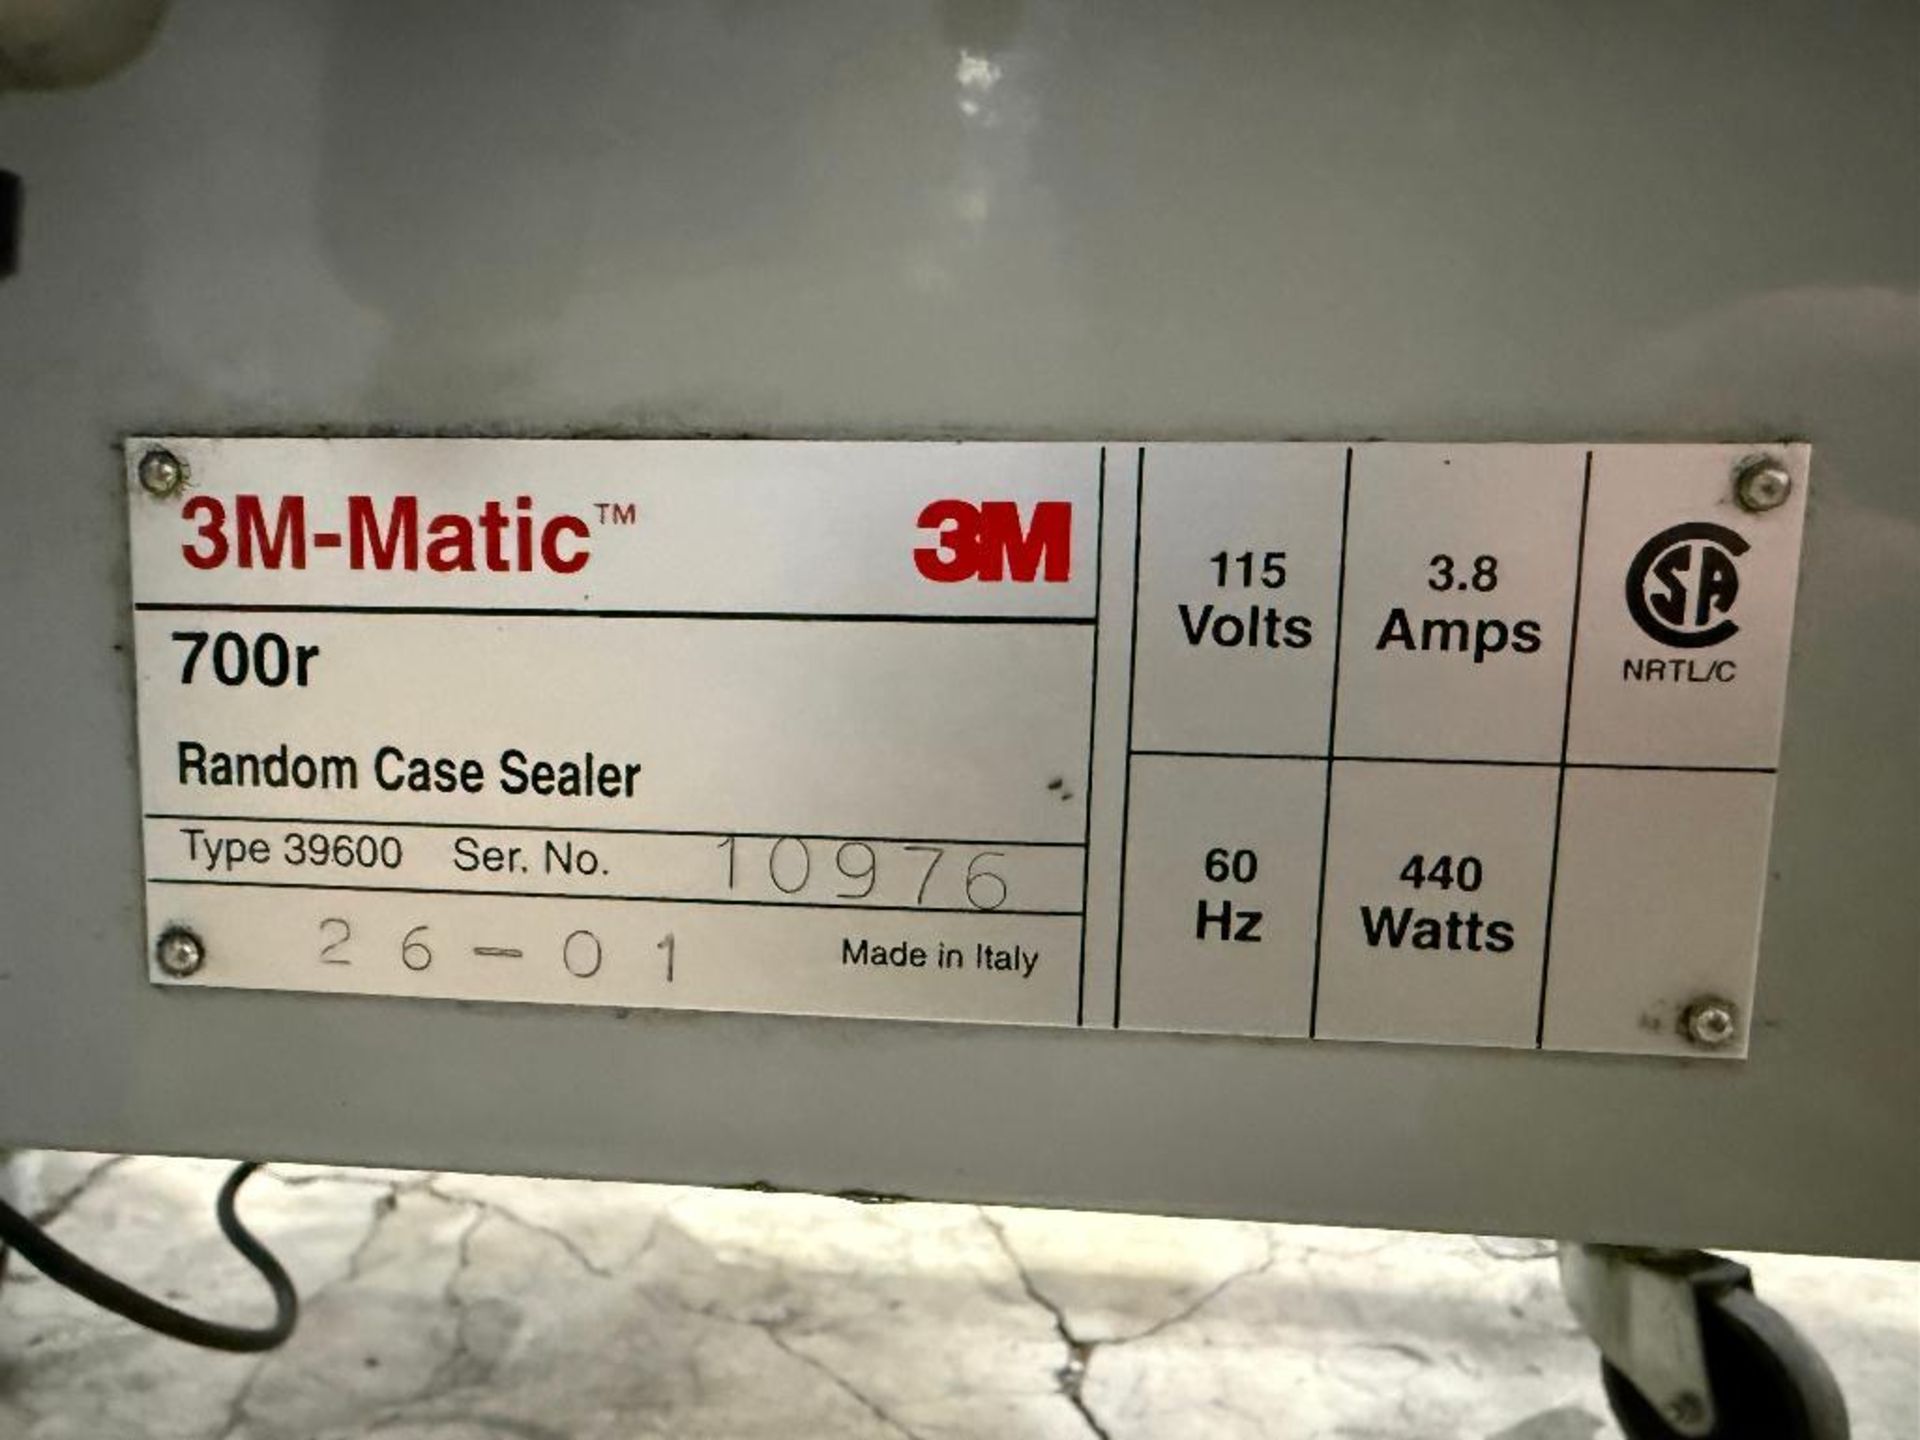 3M-Matic™ 3M
700r
Random Case Sealer
Type 39600 Ser. No. 10976
26-01 Made in Italy
115
Volts
3.8
Amps
CSA
NRTL/C
60
Hz
440
Watts